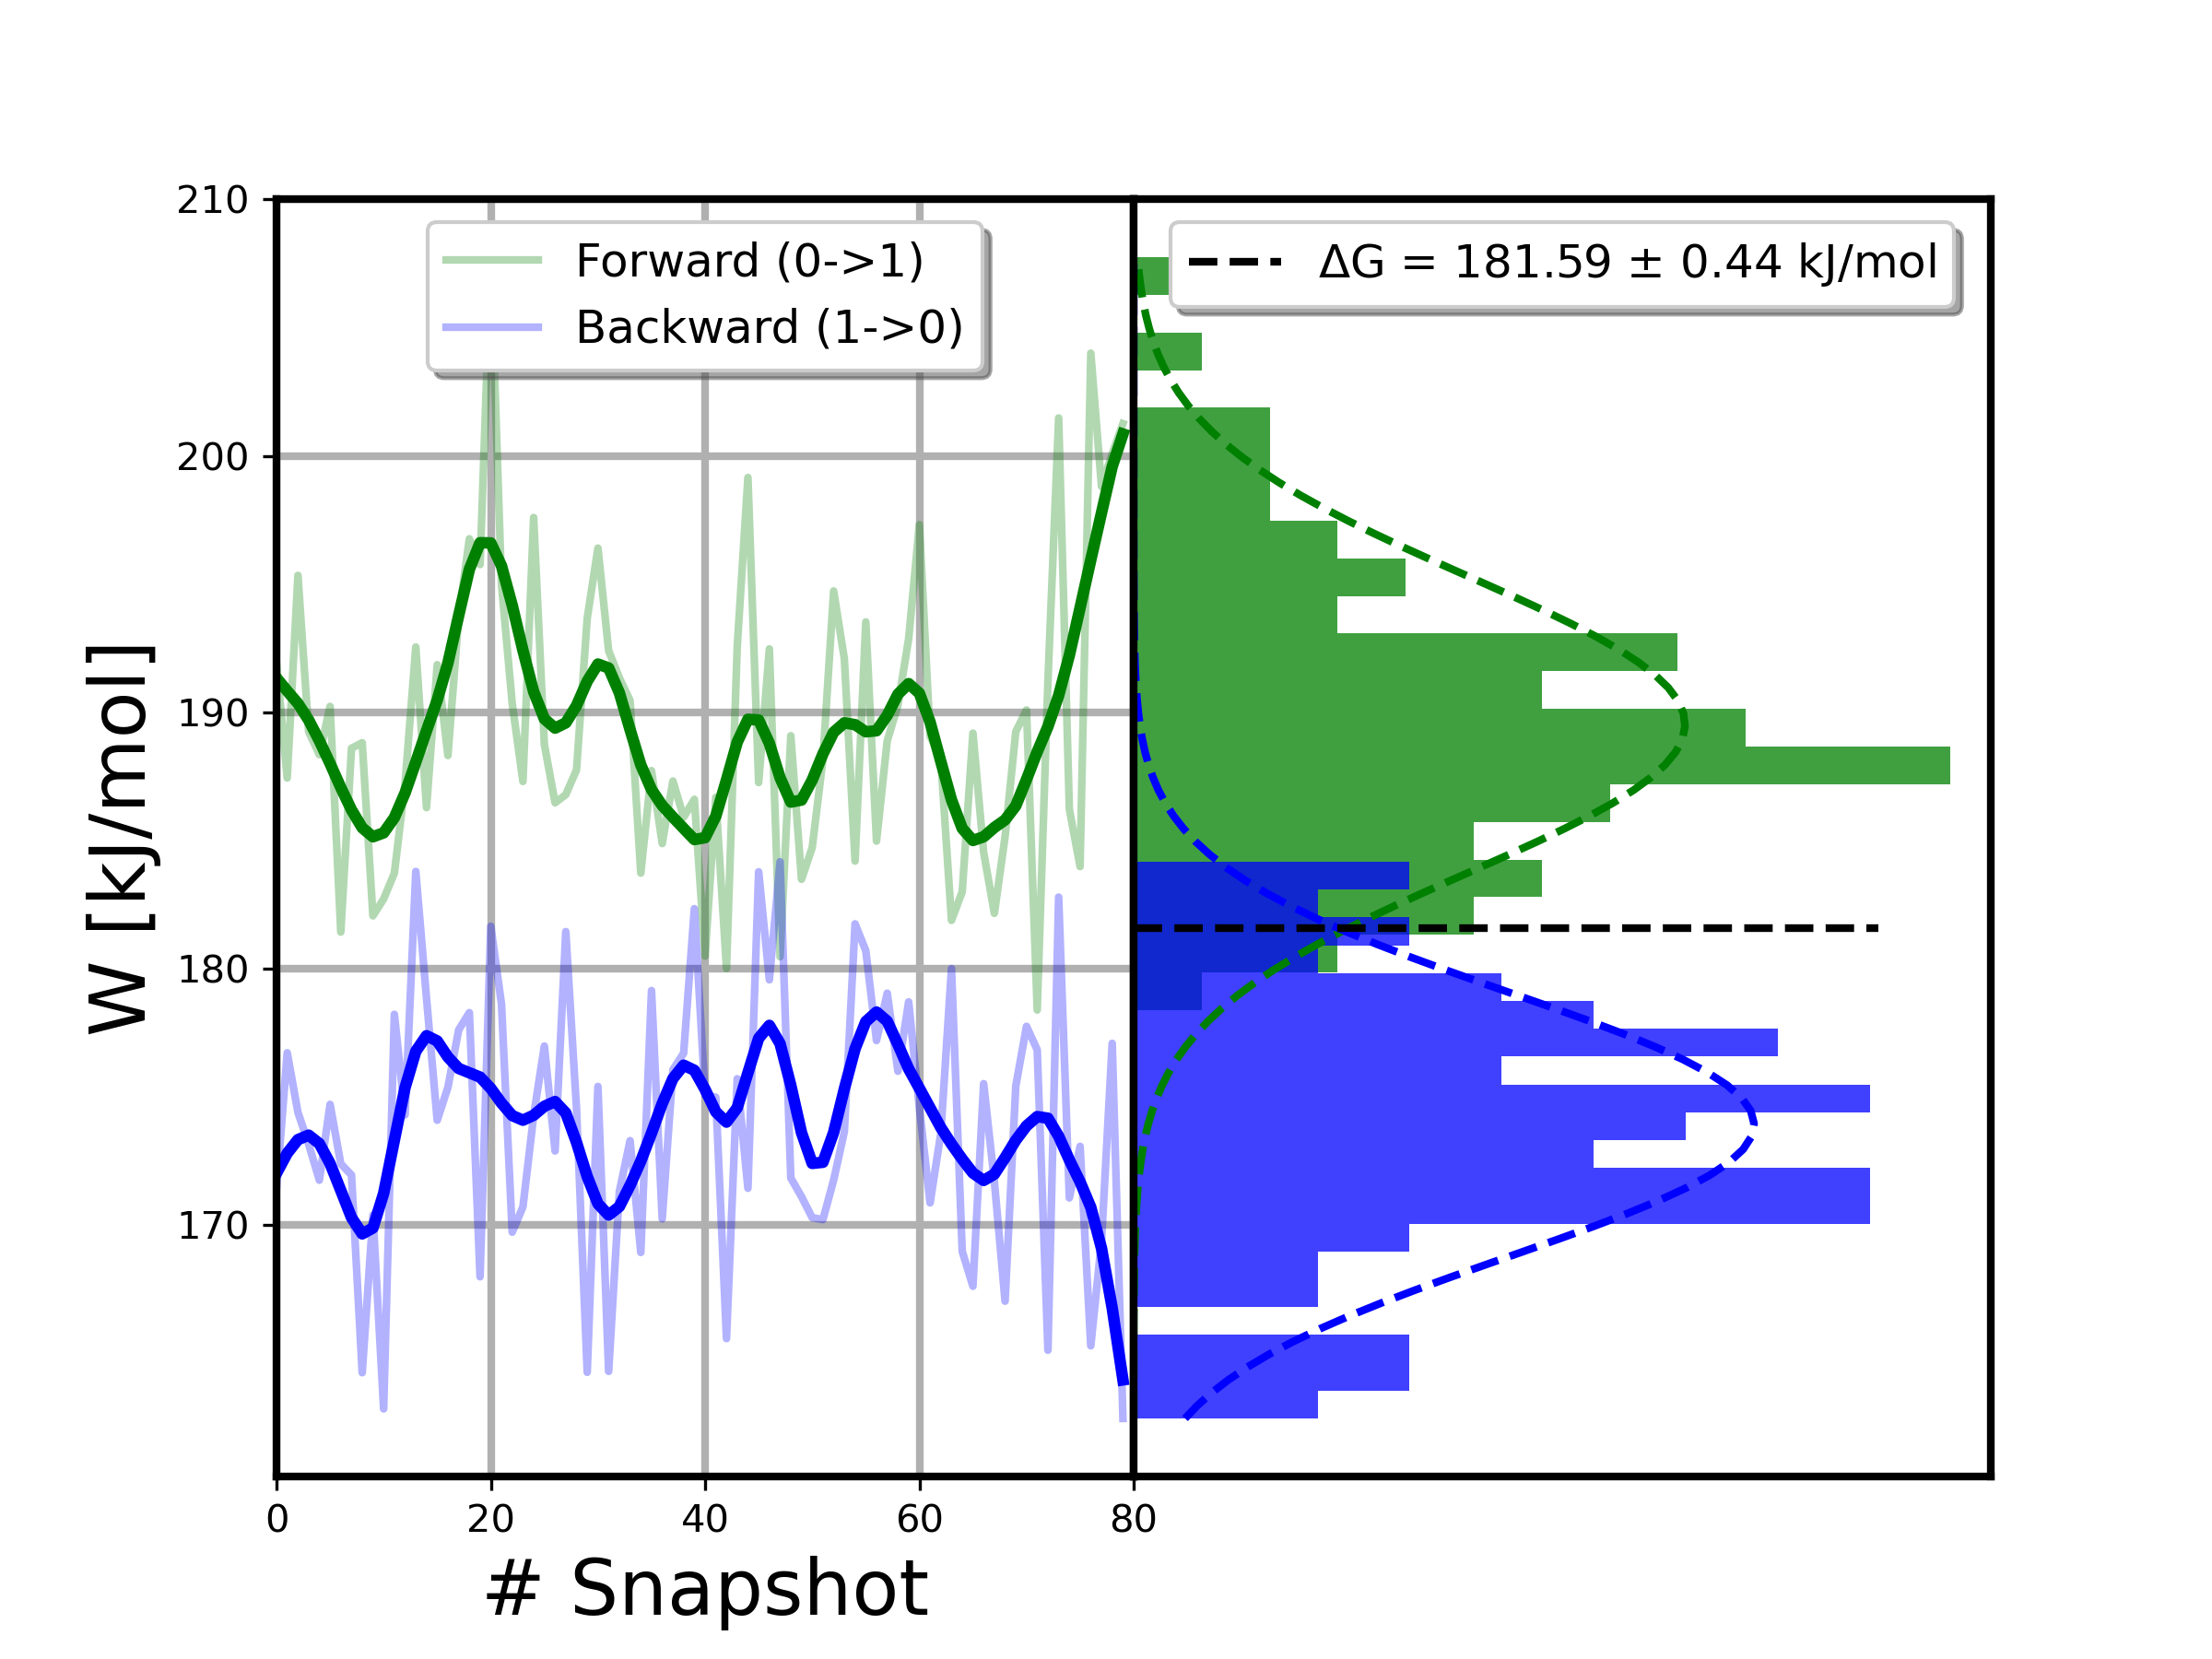 210
200
190
180
170
W [kJ/mol]
Forward (0->1)
Backward (1->0)
ΔG = 181.59 ± 0.44 kJ/mol
0 20 40 60 80
# Snapshot